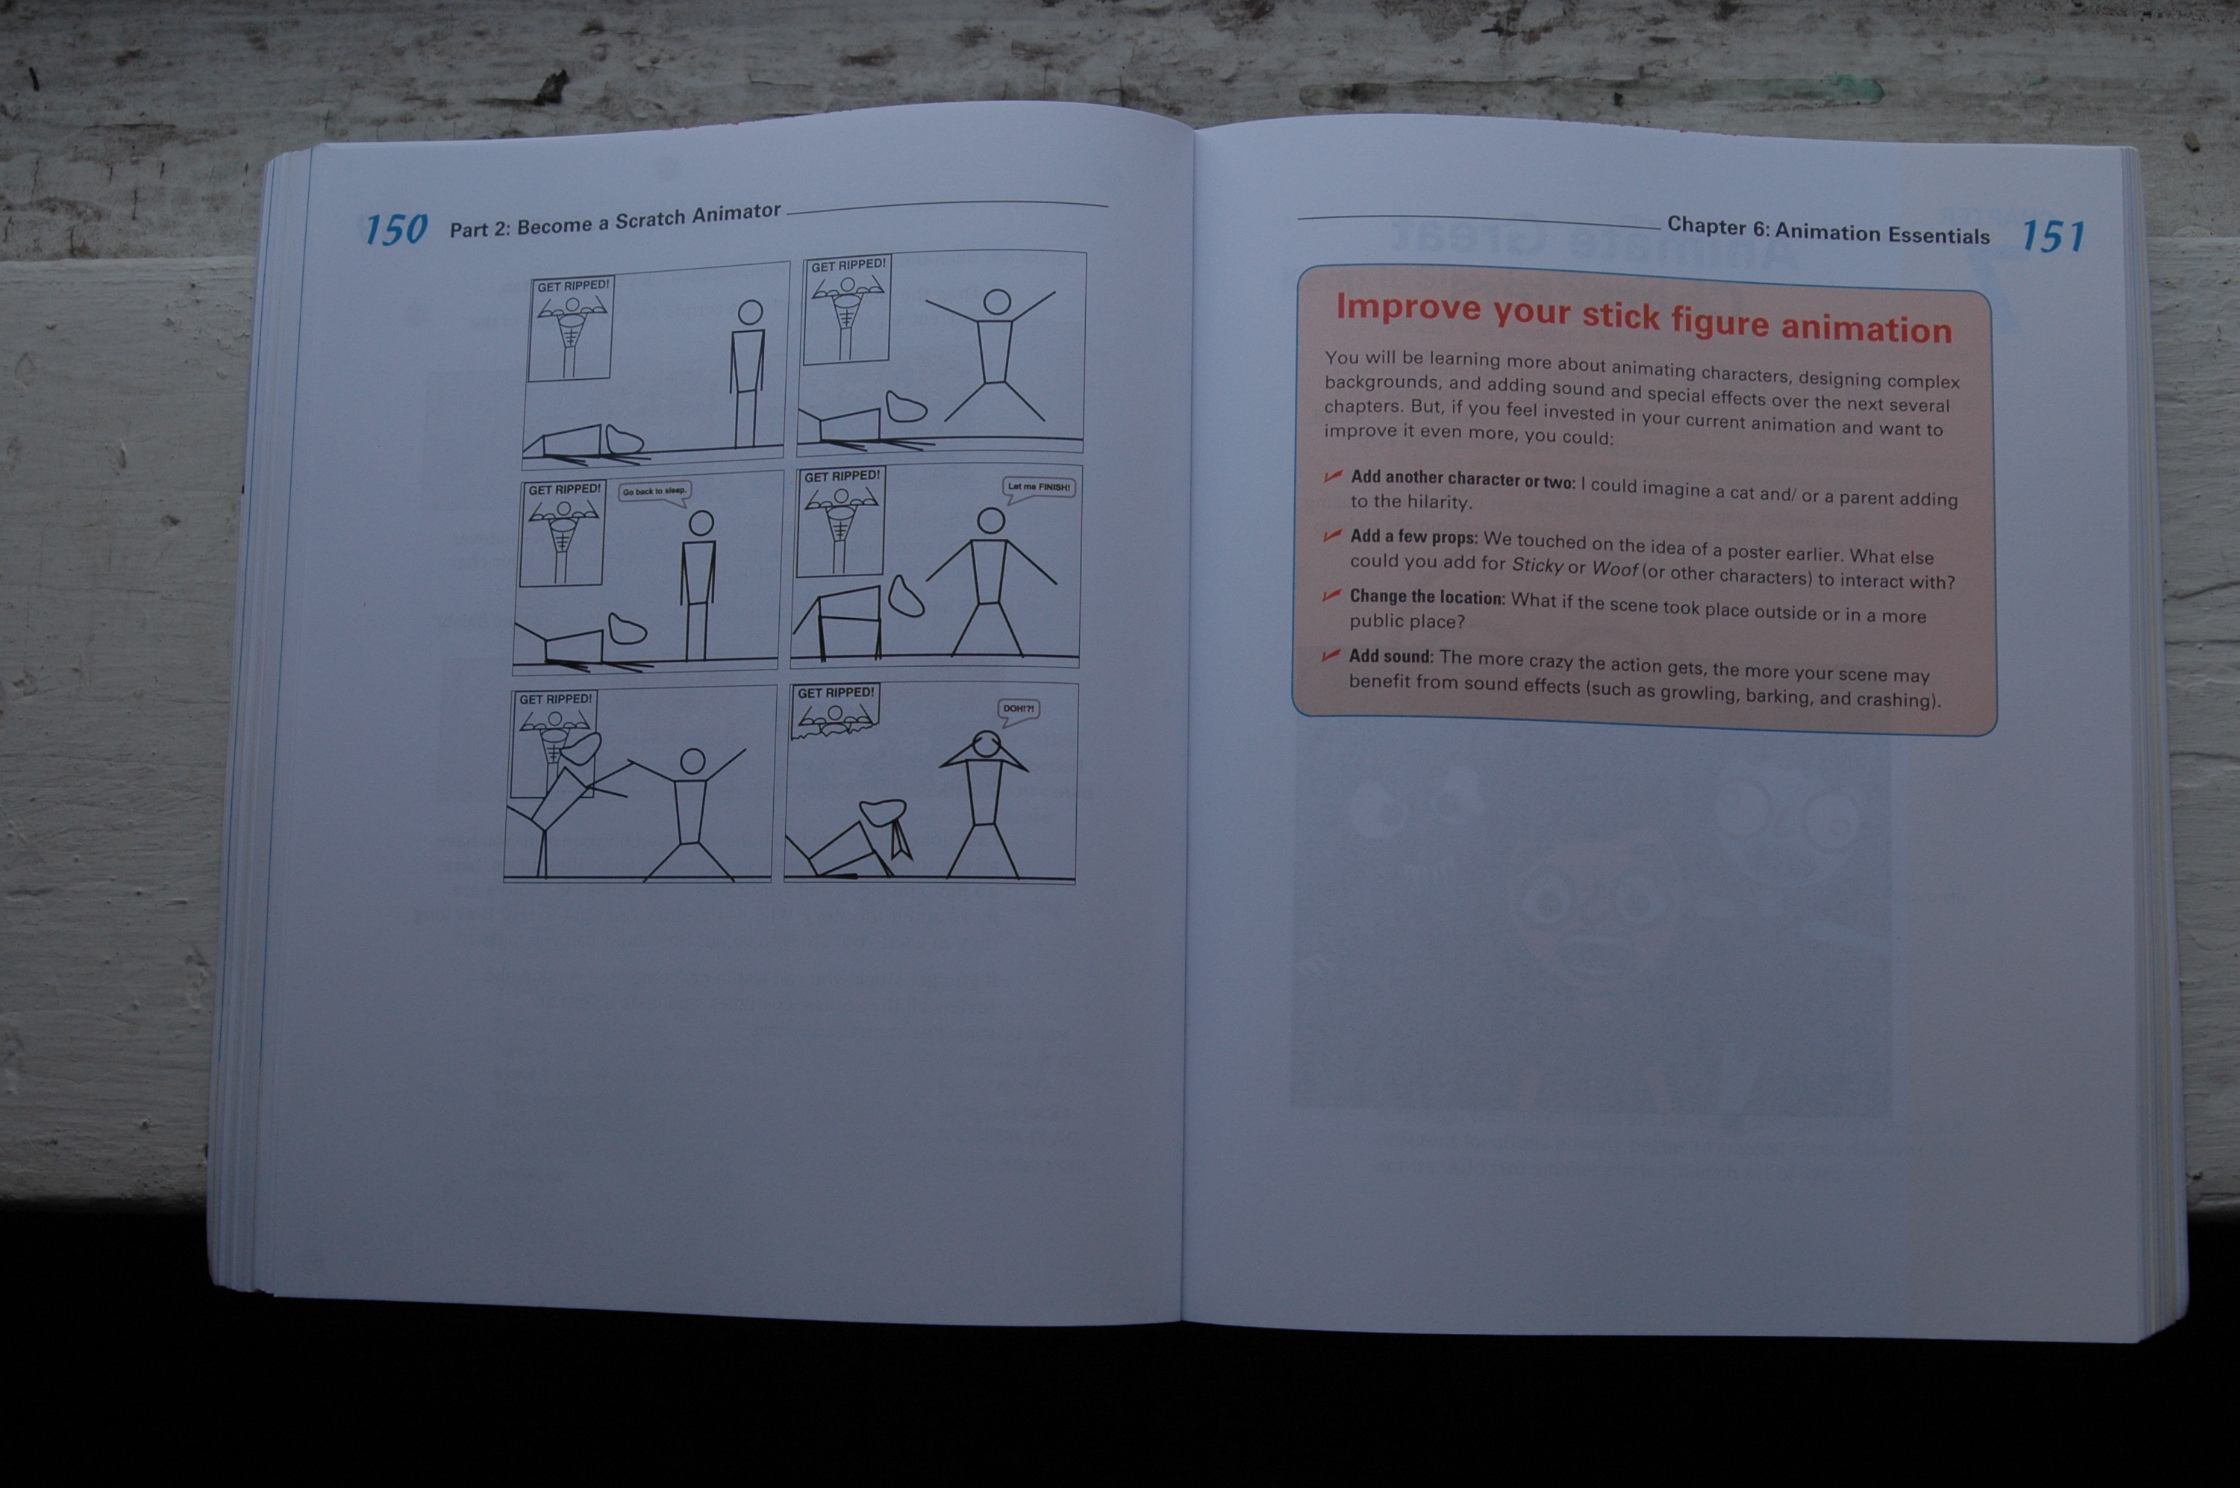 150 Part 2: Become a Scratch Animator
GET RIPPED!
GET RIPPED!
GET RIPPED!
Go back to sleep.
GET RIPPED!
Let me FINISH!
GET RIPPED!
GET RIPPED!
DOH!?!
Chapter 6: Animation Essentials 151
Improve your stick figure animation
You will be learning more about animating characters, designing complex
backgrounds, and adding sound and special effects over the next several
chapters. But, if you feel invested in your current animation and want to
improve it even more, you could:
Add another character or two: I could imagine a cat and/ or a parent adding
to the hilarity.
Add a few props: We touched on the idea of a poster earlier. What else
could you add for Sticky or Woof (or other characters) to interact with?
Change the location: What if the scene took place outside or in a more
public place?
Add sound: The more crazy the action gets, the more your scene may
benefit from sound effects (such as growling, barking, and crashing).